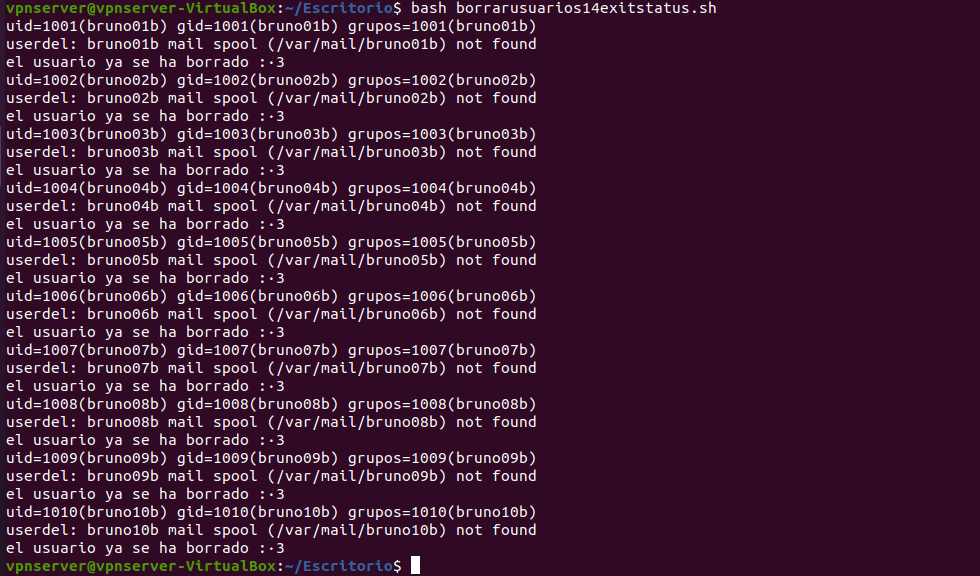 vpnserver@vpnserver-VirtualBox:~/Escritorio$ bash borrarusuarios14exitstatus.sh
uid=1001(bruno01b) gid=1001(bruno01b) grupos=1001(bruno01b)
userdel: bruno01b mail spool (/var/mail/bruno01b) not found
el usuario ya se ha borrado :·3
uid=1002(bruno02b) gid=1002(bruno02b) grupos=1002(bruno02b)
userdel: bruno02b mail spool (/var/mail/bruno02b) not found
el usuario ya se ha borrado :·3
uid=1003(bruno03b) gid=1003(bruno03b) grupos=1003(bruno03b)
userdel: bruno03b mail spool (/var/mail/bruno03b) not found
el usuario ya se ha borrado :·3
uid=1004(bruno04b) gid=1004(bruno04b) grupos=1004(bruno04b)
userdel: bruno04b mail spool (/var/mail/bruno04b) not found
el usuario ya se ha borrado :·3
uid=1005(bruno05b) gid=1005(bruno05b) grupos=1005(bruno05b)
userdel: bruno05b mail spool (/var/mail/bruno05b) not found
el usuario ya se ha borrado :·3
uid=1006(bruno06b) gid=1006(bruno06b) grupos=1006(bruno06b)
userdel: bruno06b mail spool (/var/mail/bruno06b) not found
el usuario ya se ha borrado :·3
uid=1007(bruno07b) gid=1007(bruno07b) grupos=1007(bruno07b)
userdel: bruno07b mail spool (/var/mail/bruno07b) not found
el usuario ya se ha borrado :·3
uid=1008(bruno08b) gid=1008(bruno08b) grupos=1008(bruno08b)
userdel: bruno08b mail spool (/var/mail/bruno08b) not found
el usuario ya se ha borrado :·3
uid=1009(bruno09b) gid=1009(bruno09b) grupos=1009(bruno09b)
userdel: bruno09b mail spool (/var/mail/bruno09b) not found
el usuario ya se ha borrado :·3
uid=1010(bruno10b) gid=1010(bruno10b) grupos=1010(bruno10b)
userdel: bruno10b mail spool (/var/mail/bruno10b) not found
el usuario ya se ha borrado :·3
vpnserver@vpnserver-VirtualBox:~/Escritorio$